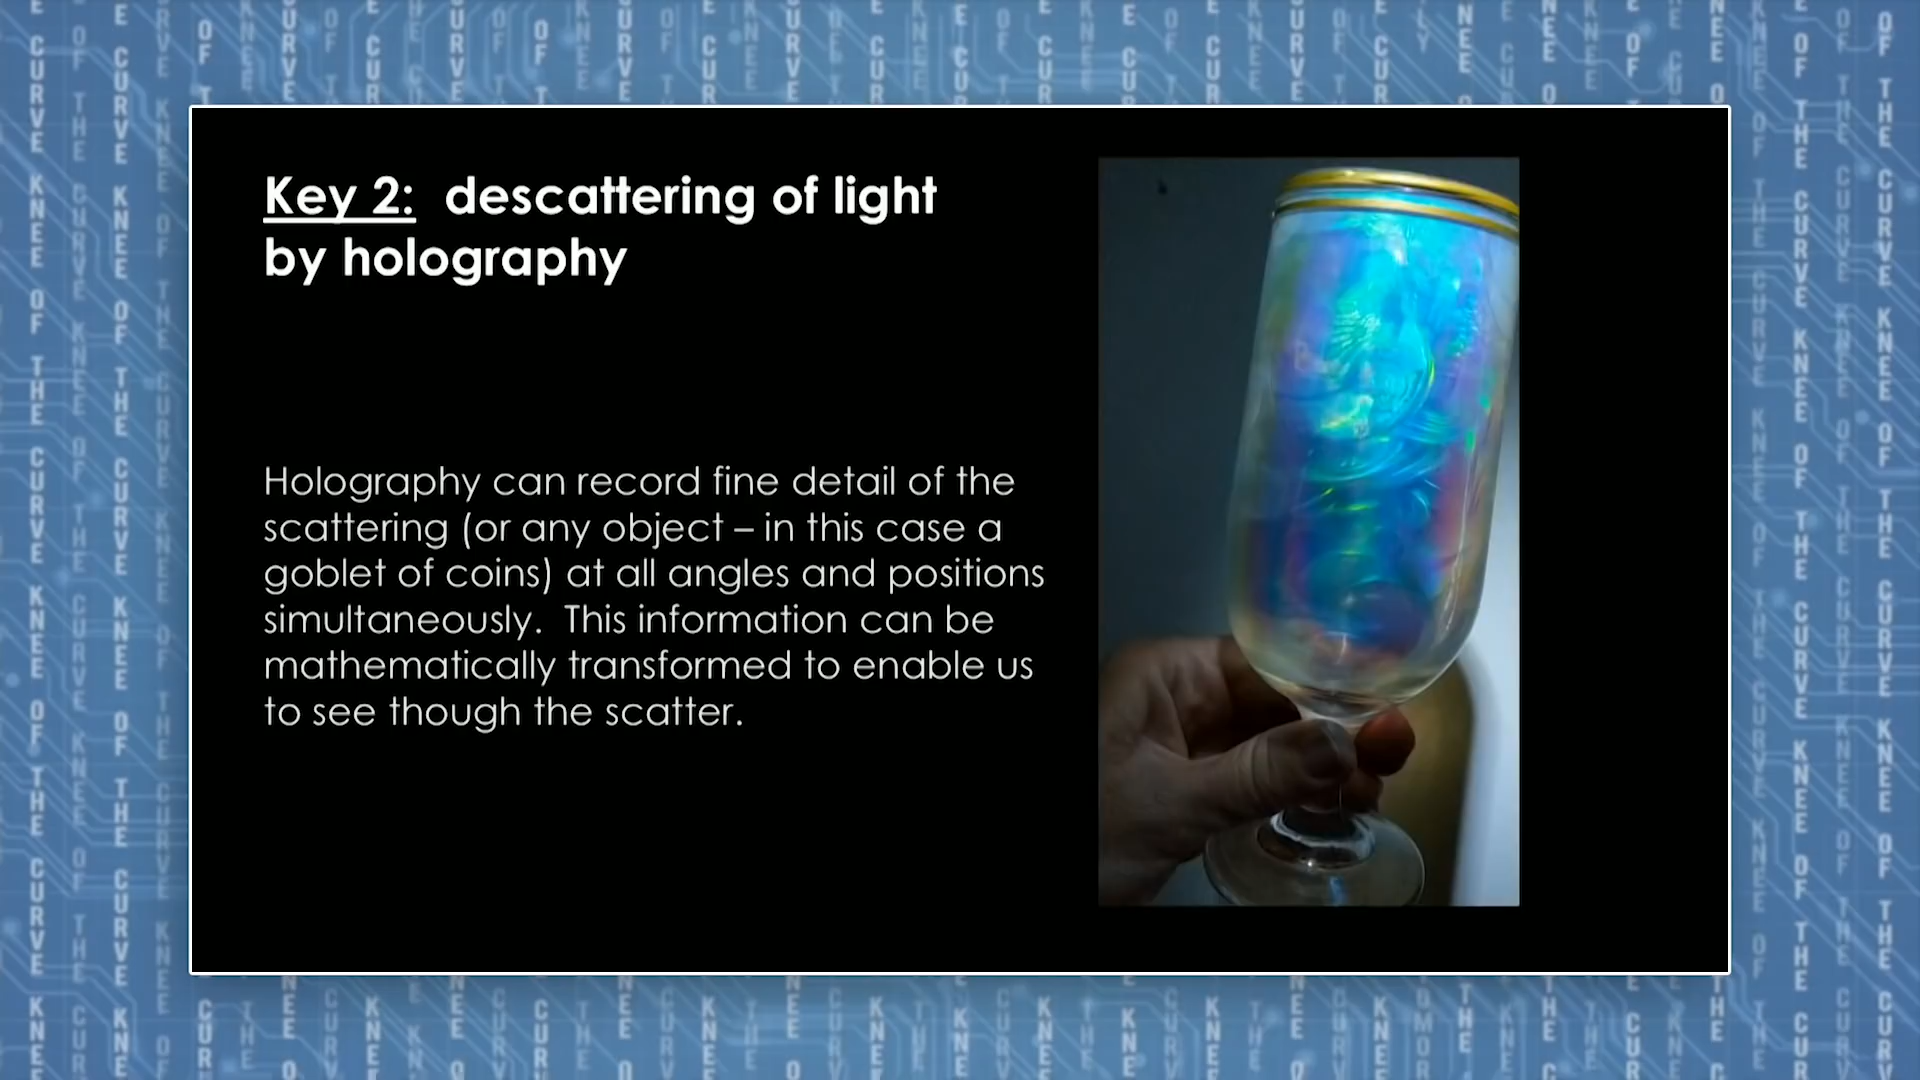 Key 2:  descattering of light
by holography
Holography can record fine detail of the
scattering (or any object – in this case a
goblet of coins) at all angles and positions
simultaneously.  This information can be
mathematically transformed to enable us
to see though the scatter.